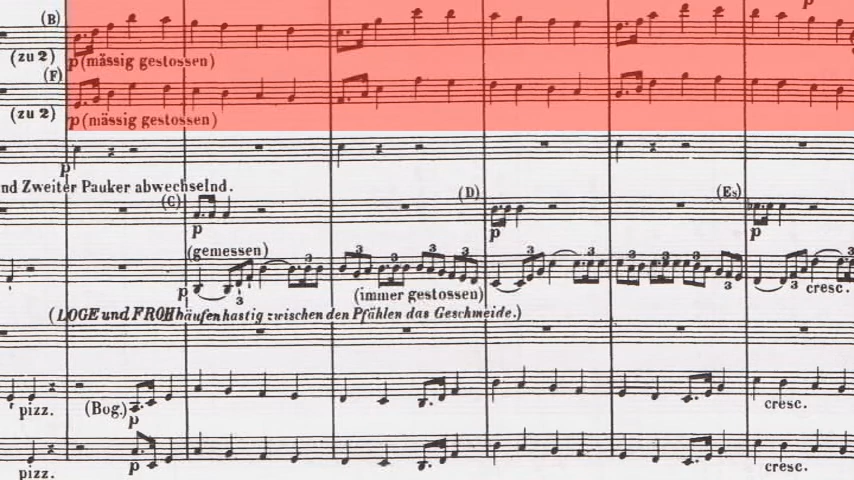 (B)
(zu 2) p (mässig gestossen)
(F)
(zu 2) p (mässig gestossen)
p
nd Zweiter Pauker abwechselnd.
(C) (D) (Es)
p p p
(gemessen)
3 3 3 3 3 3 3 3
p 3 (immer gestossen) 3 3 cresc.
(LOGE und FROH häufen hastig zwischen den Pfählen das Geschmeide.)
pizz. (Bog.) p cresc.
pizz. p cresc.